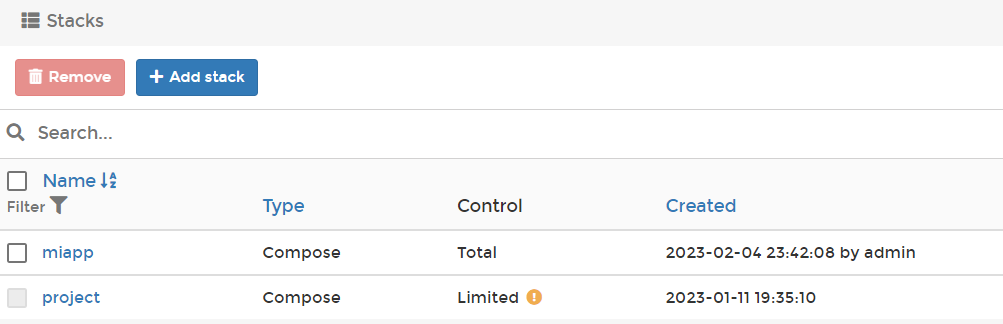 Stacks
Remove Add stack
Search...
Name
Filter Type Control Created
miapp Compose Total 2023-02-04 23:42:08 by admin
project Compose Limited 2023-01-11 19:35:10